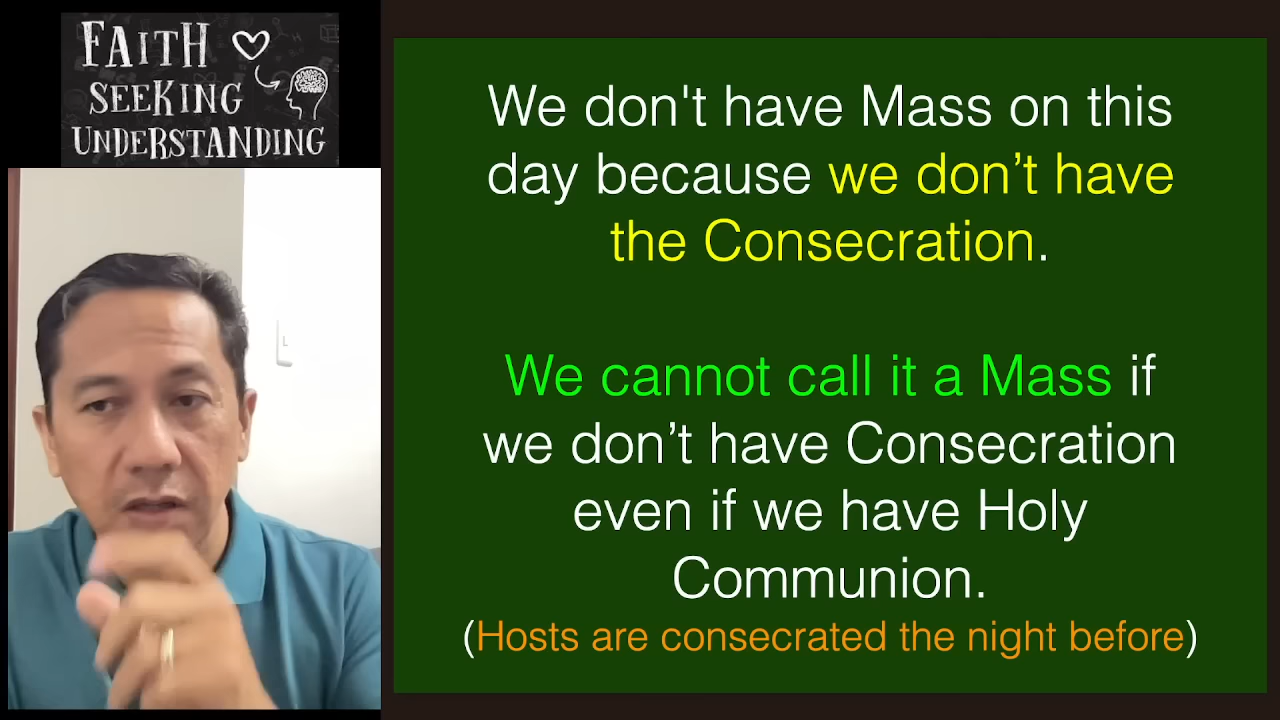 FAITH
SEEKING
UNDERSTANDING
We don't have Mass on this
day because we don’t have
the Consecration.
We cannot call it a Mass if
we don’t have Consecration
even if we have Holy
Communion.
(Hosts are consecrated the night before)